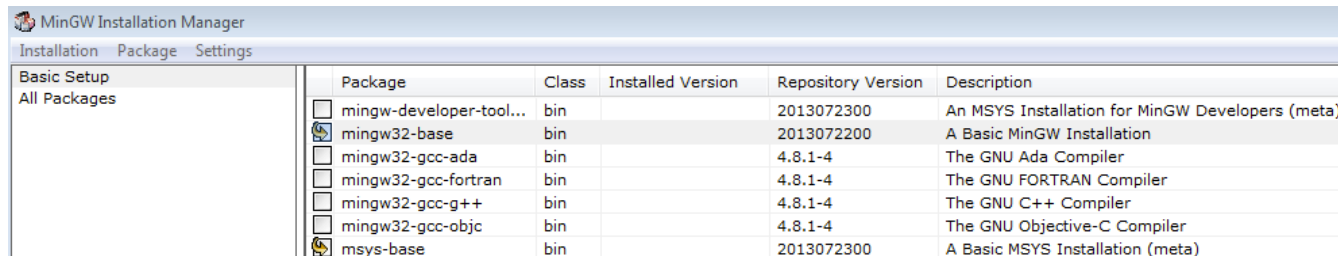 MinGW Installation Manager
Installation Package Settings
Basic Setup
All Packages
Package Class Installed Version Repository Version Description
mingw-developer-tool... bin 2013072300 An MSYS Installation for MinGW Developers (meta)
mingw32-base bin 2013072200 A Basic MinGW Installation
mingw32-gcc-ada bin 4.8.1-4 The GNU Ada Compiler
mingw32-gcc-fortran bin 4.8.1-4 The GNU FORTRAN Compiler
mingw32-gcc-g++ bin 4.8.1-4 The GNU C++ Compiler
mingw32-gcc-objc bin 4.8.1-4 The GNU Objective-C Compiler
msys-base bin 2013072300 A Basic MSYS Installation (meta)